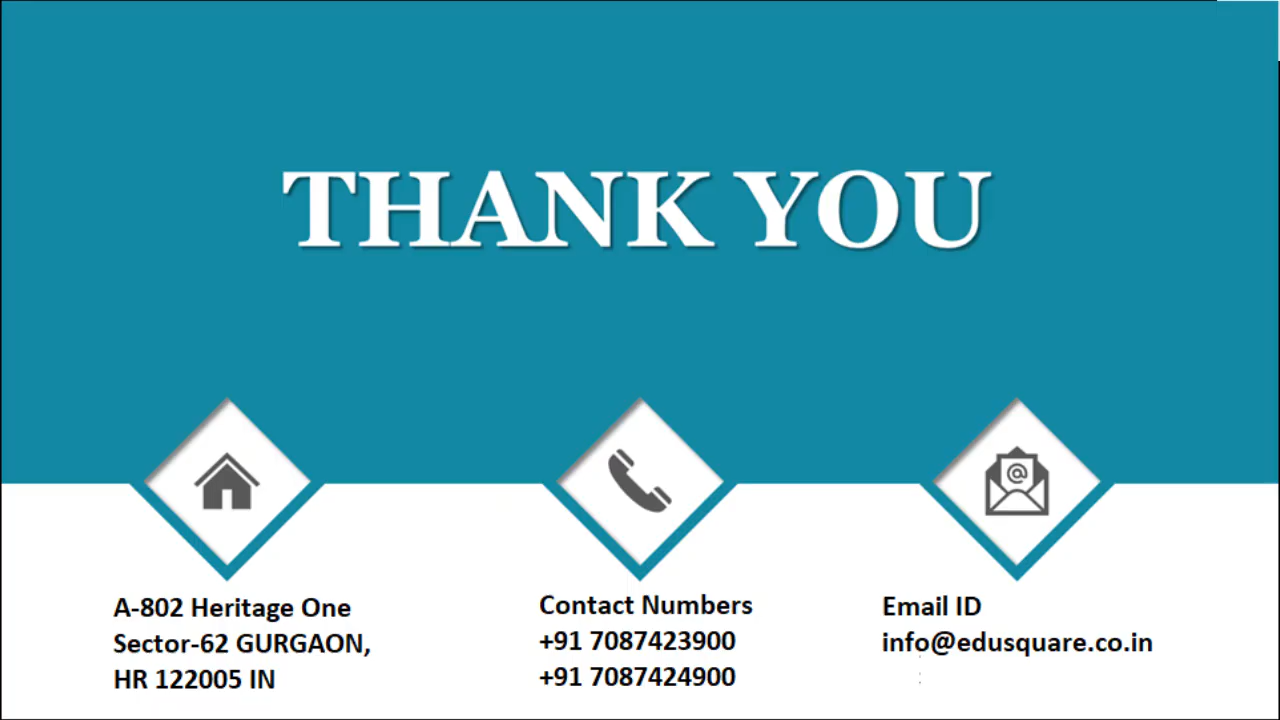 THANK YOU
A-802 Heritage One
Sector-62 GURGAON,
HR 122005 IN
Contact Numbers
+91 7087423900
+91 7087424900
Email ID
info@edusquare.co.in